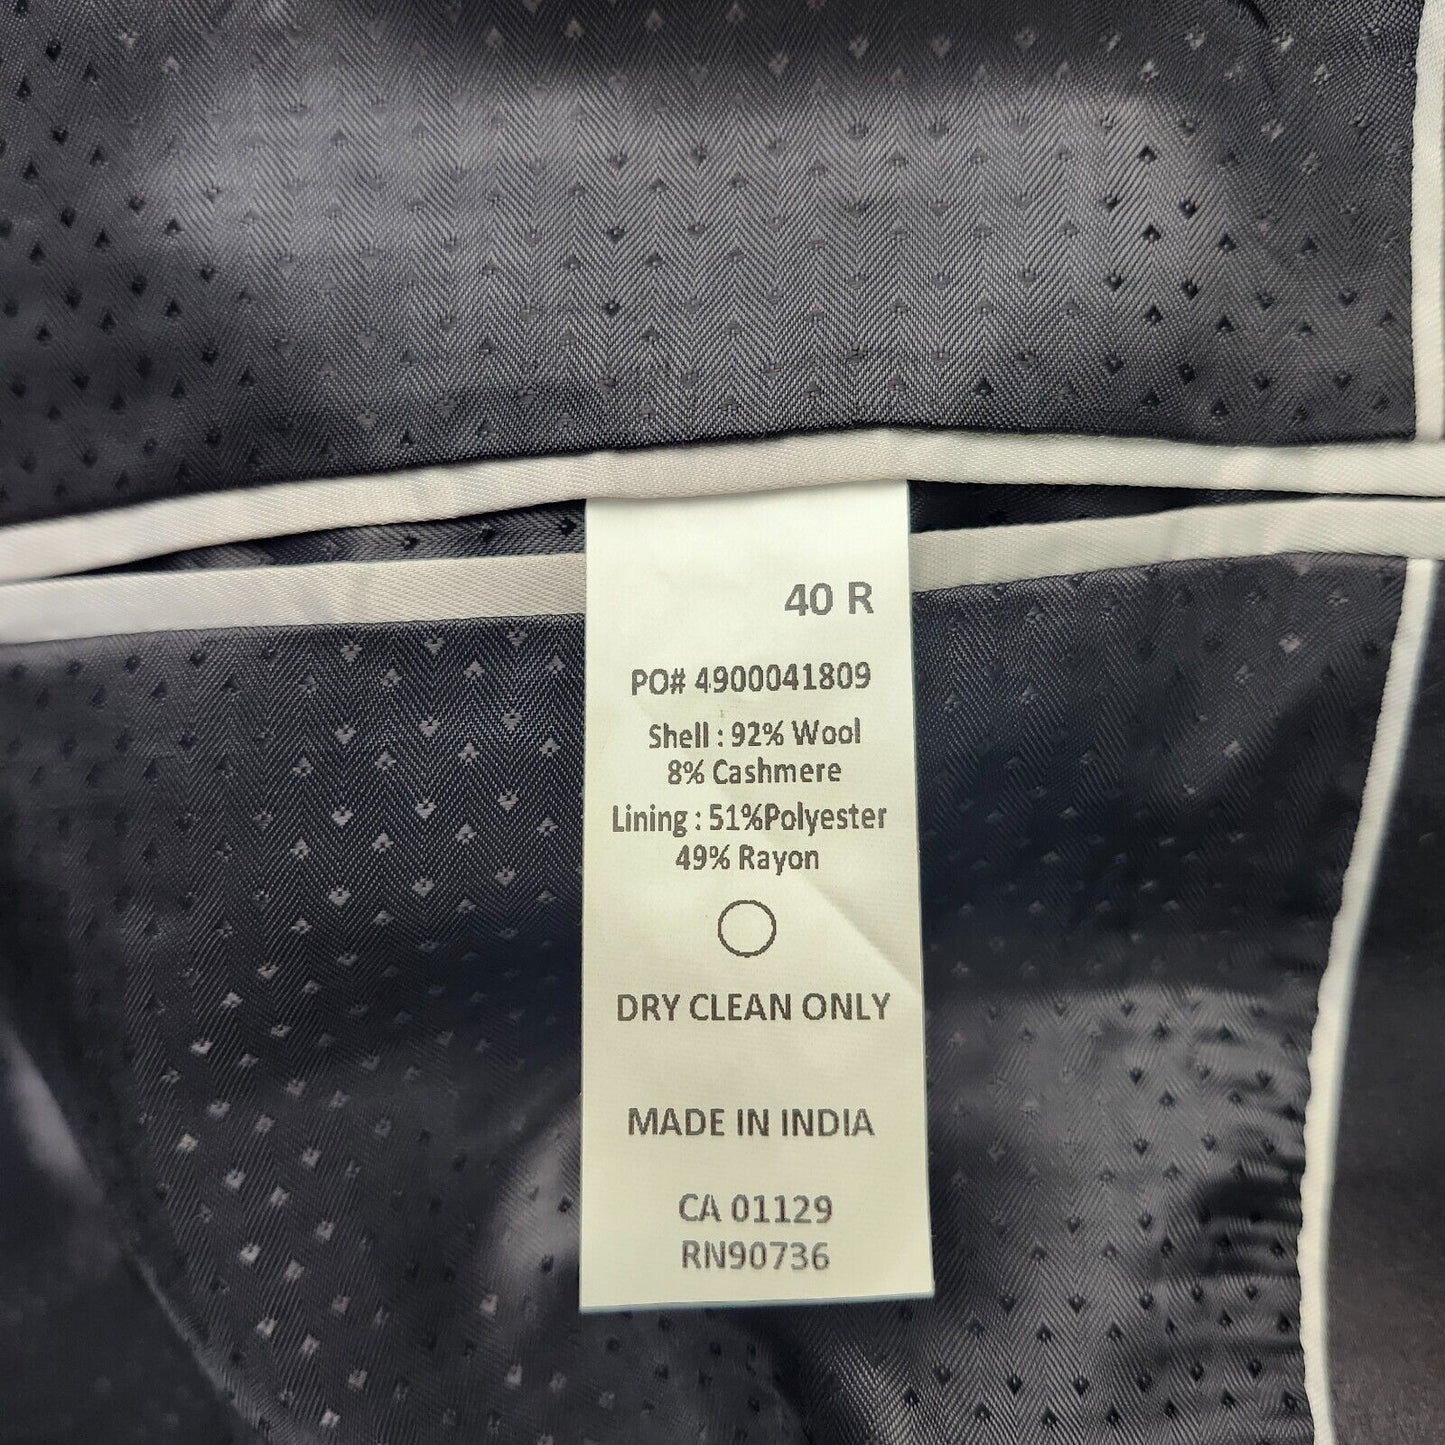 40 R
PO# 4900041809
Shell : 92% Wool
8% Cashmere
Lining : 51%Polyester
49% Rayon
DRY CLEAN ONLY
MADE IN INDIA
CA 01129
RN90736